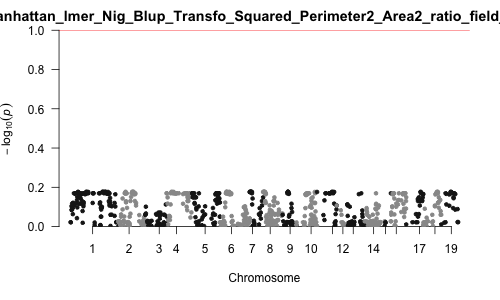 anhattan_lmer_Nig_Blup_Transfo_Squared_Perimeter2_Area2_ratio_field_
1.0
0.8
0.6
0.4
0.2
0.0
− log10(p)
1 2 3 4 5 6 7 8 9 10 12 14 17 19
Chromosome